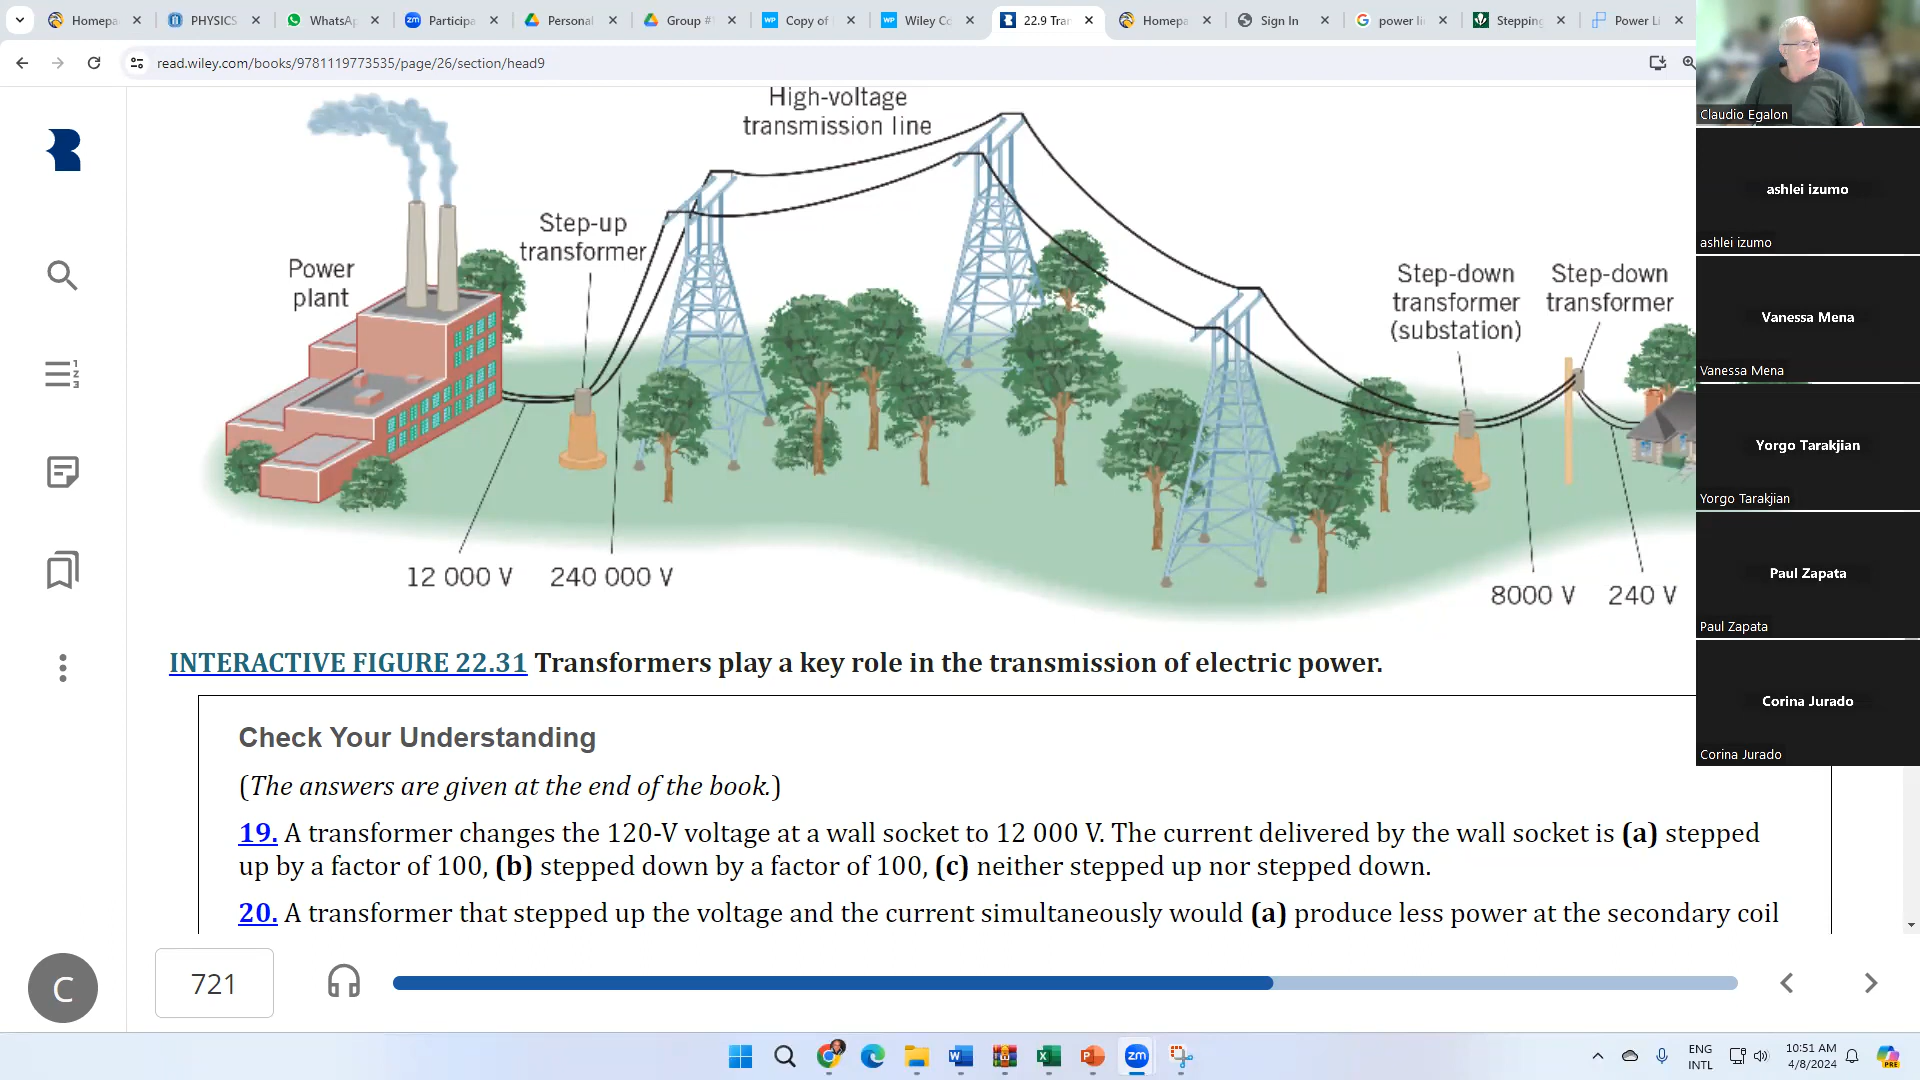 Homepa
PHYSICS
WhatsAp
Participa
Personal
Group #
Copy of
Wiley Co
22.9 Tran
Homepa
Sign In
power li
Stepping
Power Li
read.wiley.com/books/9781119773535/page/26/section/head9
High-voltage
transmission line
Step-up
transformer
Power
plant
Step-down
transformer
(substation)
Step-down
transformer
12 000 V
240 000 V
8000 V
240 V
INTERACTIVE FIGURE 22.31 Transformers play a key role in the transmission of electric power.
Check Your Understanding
(The answers are given at the end of the book.)
19. A transformer changes the 120-V voltage at a wall socket to 12 000 V. The current delivered by the wall socket is (a) stepped
up by a factor of 100, (b) stepped down by a factor of 100, (c) neither stepped up nor stepped down.
20. A transformer that stepped up the voltage and the current simultaneously would (a) produce less power at the secondary coil
C
721
Claudio Egalon
ashlei izumo
ashlei izumo
Vanessa Mena
Vanessa Mena
Yorgo Tarakjian
Yorgo Tarakjian
Paul Zapata
Paul Zapata
Corina Jurado
Corina Jurado
ENG
INTL
10:51 AM
4/8/2024